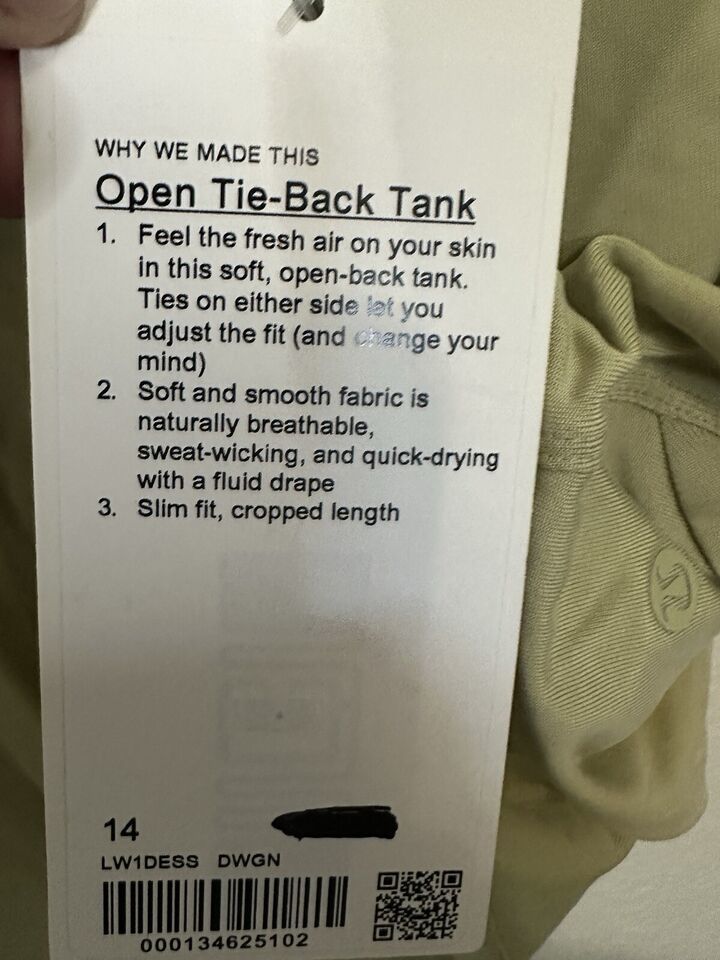 WHY WE MADE THIS
Open Tie-Back Tank
1. Feel the fresh air on your skin
in this soft, open-back tank.
Ties on either side let you
adjust the fit (and change your
mind)
2. Soft and smooth fabric is
naturally breathable,
sweat-wicking, and quick-drying
with a fluid drape
3. Slim fit, cropped length
14
LW1DESS DWGN
000134625102